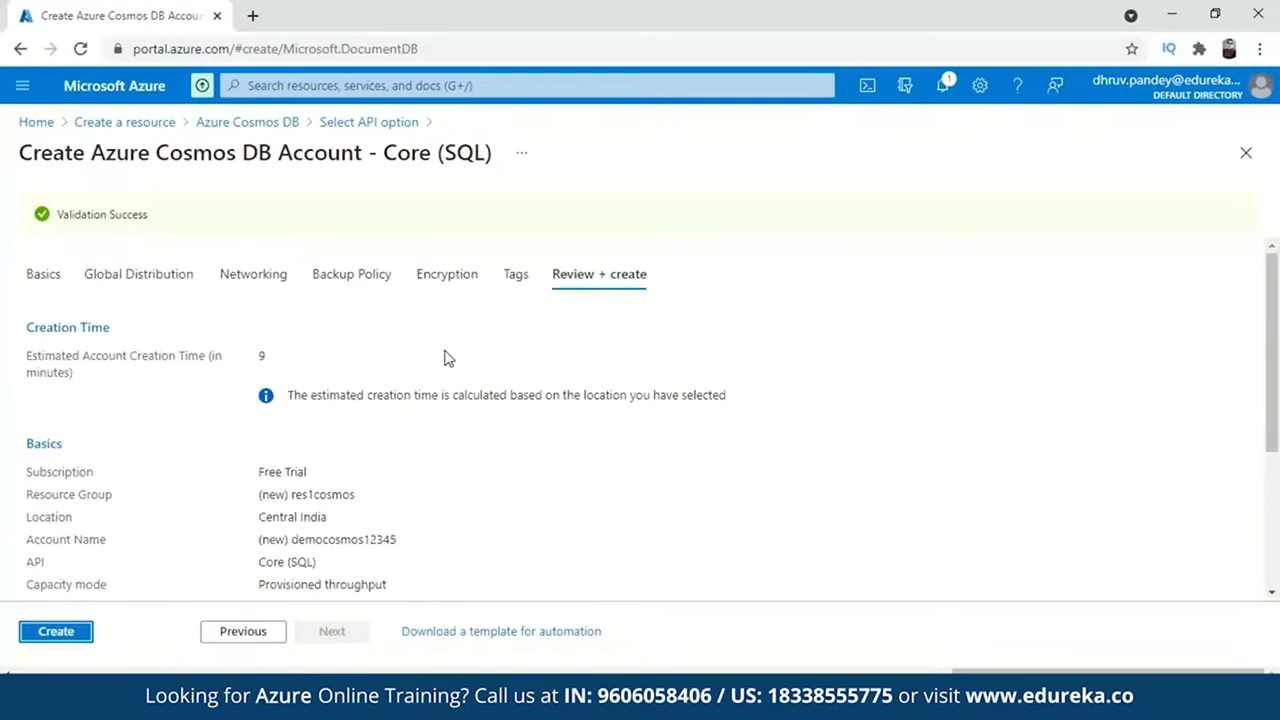 Create Azure Cosmos DB Accoun
portal.azure.com/#create/Microsoft.DocumentDB
IQ
Microsoft Azure
Search resources, services, and docs (G+/)
1
dhruv.pandey@edureka...
DEFAULT DIRECTORY
Home > Create a resource > Azure Cosmos DB > Select API option >
Create Azure Cosmos DB Account - Core (SQL) ...
Validation Success
Basics Global Distribution Networking Backup Policy Encryption Tags Review + create
Creation Time
Estimated Account Creation Time (in 9
minutes)
The estimated creation time is calculated based on the location you have selected
Basics
Subscription Free Trial
Resource Group (new) res1cosmos
Location Central India
Account Name (new) democosmos12345
API Core (SQL)
Capacity mode Provisioned throughput
Create Previous Next Download a template for automation
Looking for Azure Online Training? Call us at IN: 9606058406 / US: 18338555775 or visit www.edureka.co